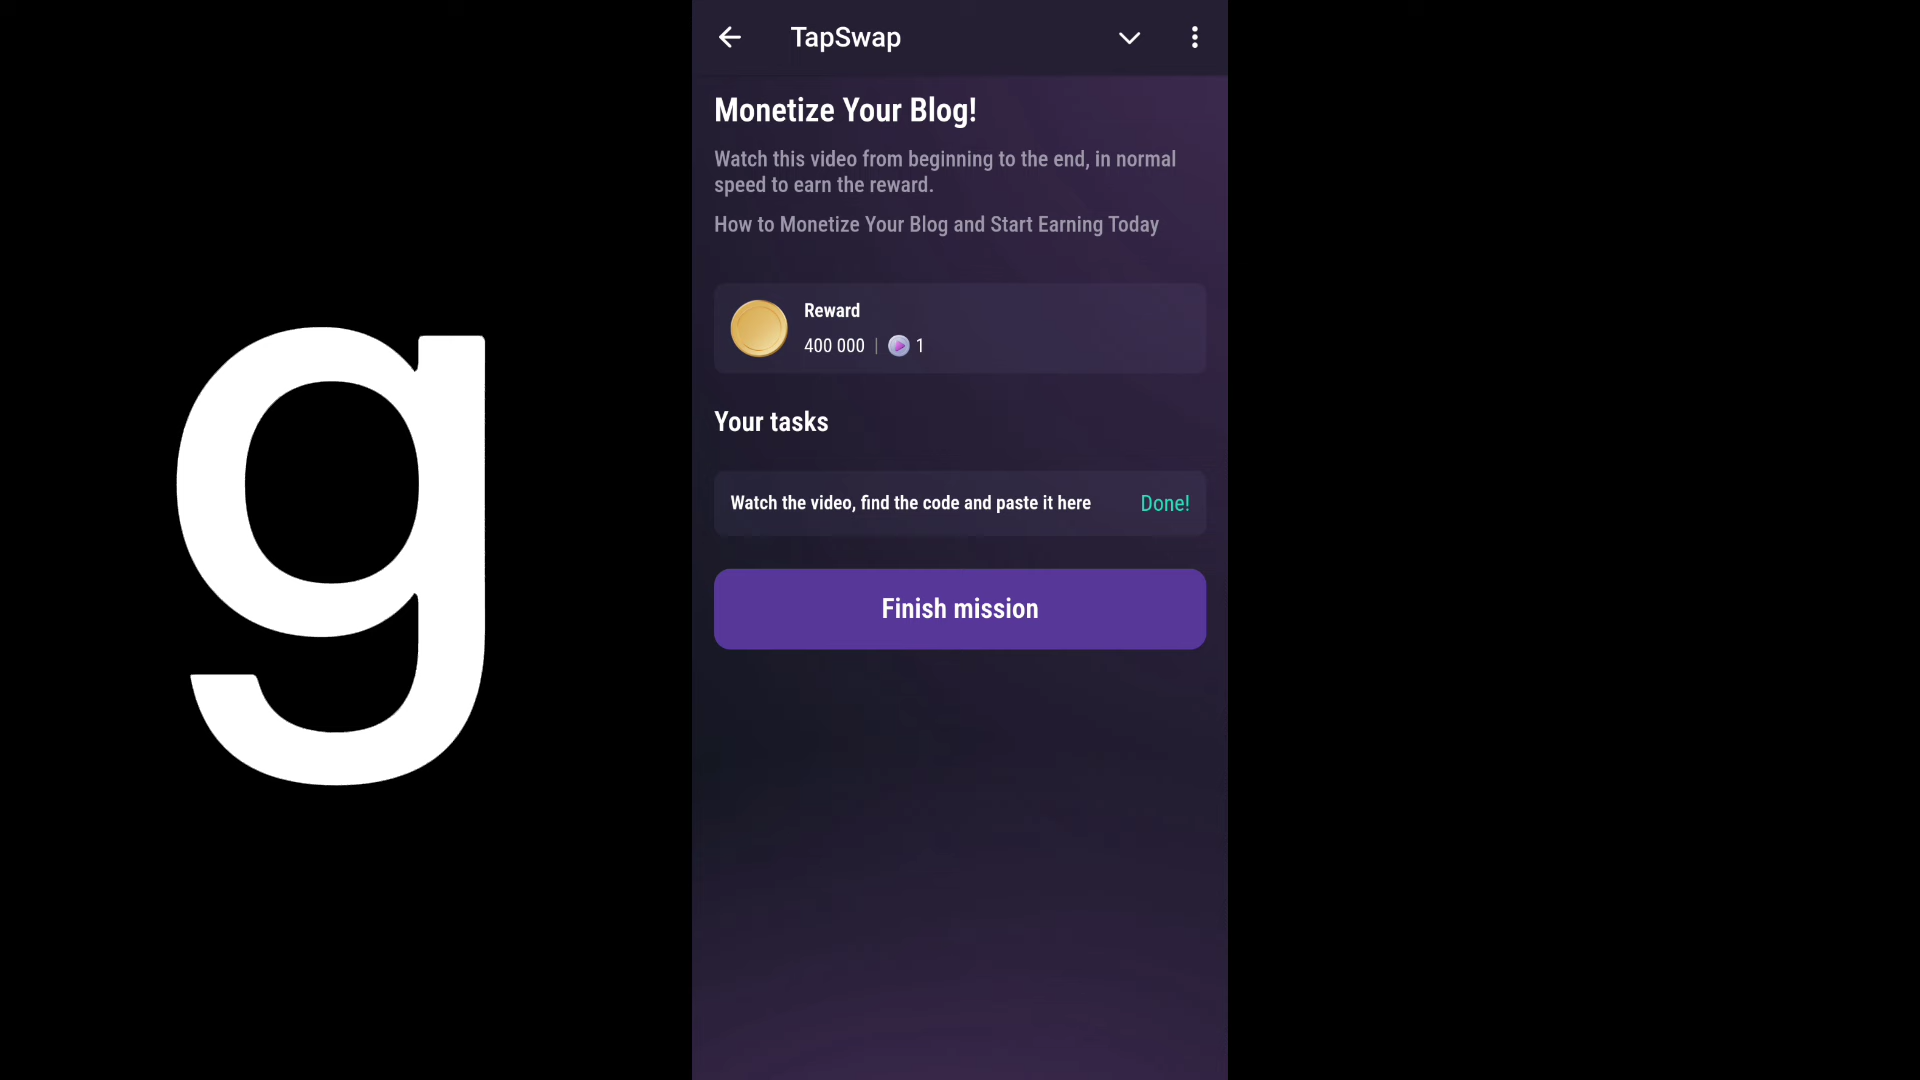 g
TapSwap
Monetize Your Blog!
Watch this video from beginning to the end, in normal
speed to earn the reward.
How to Monetize Your Blog and Start Earning Today
Reward
400 000 | 1
Your tasks
Watch the video, find the code and paste it here
Done!
Finish mission